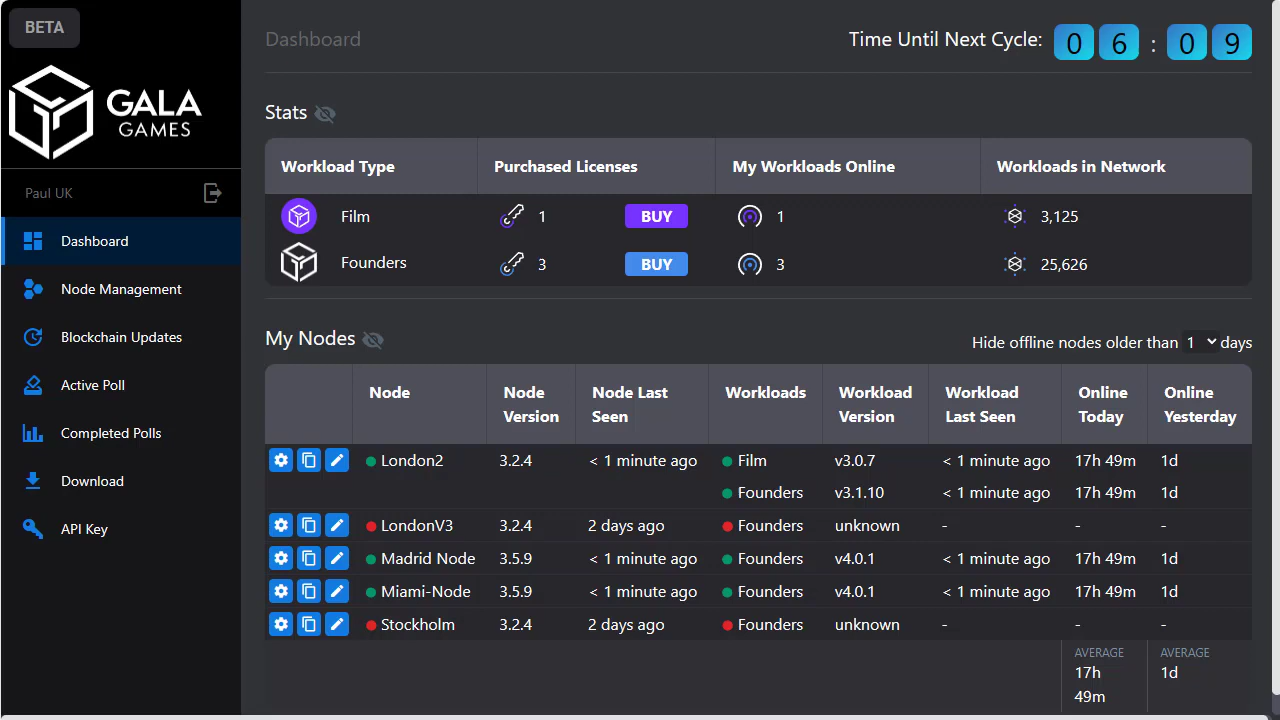 BETA
Dashboard
Time Until Next Cycle: 0 6 : 0 9
GALA
GAMES
Stats
Workload Type Purchased Licenses My Workloads Online Workloads in Network
Paul UK
Film 1 BUY 1 3,125
Dashboard
Founders 3 BUY 3 25,626
Node Management
Blockchain Updates
My Nodes
Hide offline nodes older than 1 days
Active Poll
Node Node Version Node Last Seen Workloads Workload Version Workload Last Seen Online Today Online Yesterday
Completed Polls
London2 3.2.4 < 1 minute ago Film v3.0.7 < 1 minute ago 17h 49m 1d
Download
Founders v3.1.10 < 1 minute ago 17h 49m 1d
API Key
LondonV3 3.2.4 2 days ago Founders unknown - - -
Madrid Node 3.5.9 < 1 minute ago Founders v4.0.1 < 1 minute ago 17h 49m 1d
Miami-Node 3.5.9 < 1 minute ago Founders v4.0.1 < 1 minute ago 17h 49m 1d
Stockholm 3.2.4 2 days ago Founders unknown - - -
AVERAGE AVERAGE
17h 1d
49m